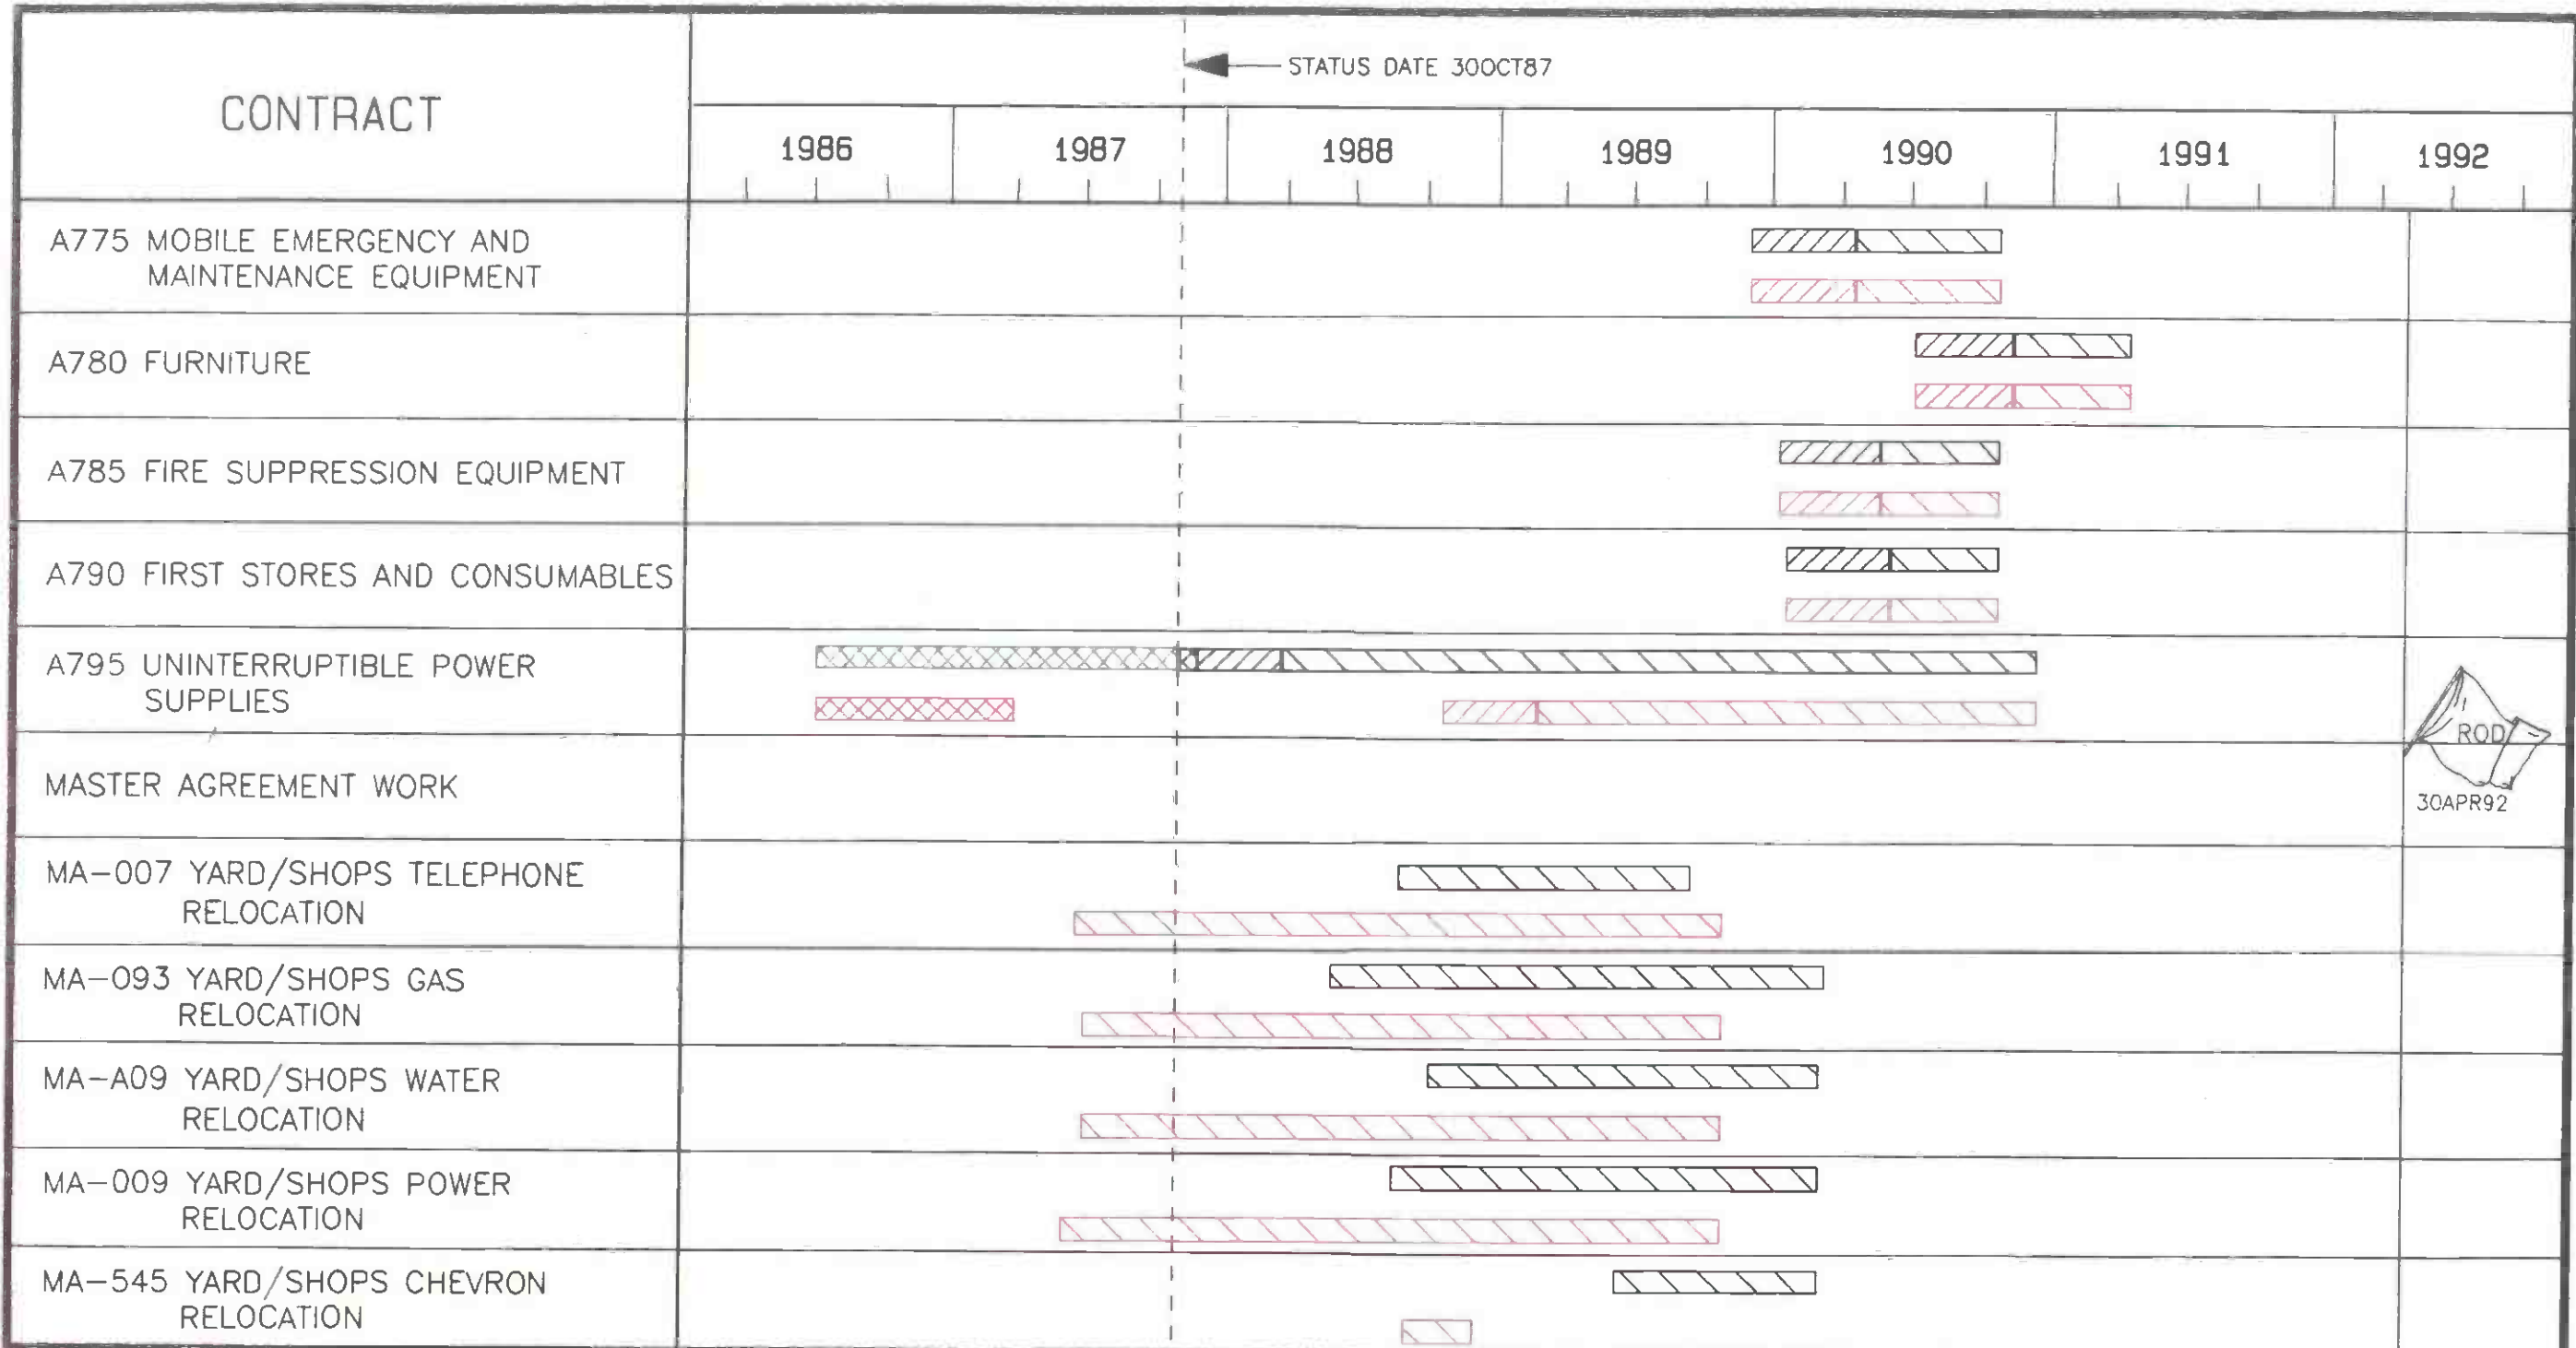 STATUS DATE 30OCT87
CONTRACT
1986 1987 1988 1989 1990 1991 1992
A775 MOBILE EMERGENCY AND
MAINTENANCE EQUIPMENT
A780 FURNITURE
A785 FIRE SUPPRESSION EQUIPMENT
A790 FIRST STORES AND CONSUMABLES
A795 UNINTERRUPTIBLE POWER
SUPPLIES
ROD
MASTER AGREEMENT WORK
30APR92
MA-007 YARD/SHOPS TELEPHONE
RELOCATION
MA-093 YARD/SHOPS GAS
RELOCATION
MA-A09 YARD/SHOPS WATER
RELOCATION
MA-009 YARD/SHOPS POWER
RELOCATION
MA-545 YARD/SHOPS CHEVRON
RELOCATION